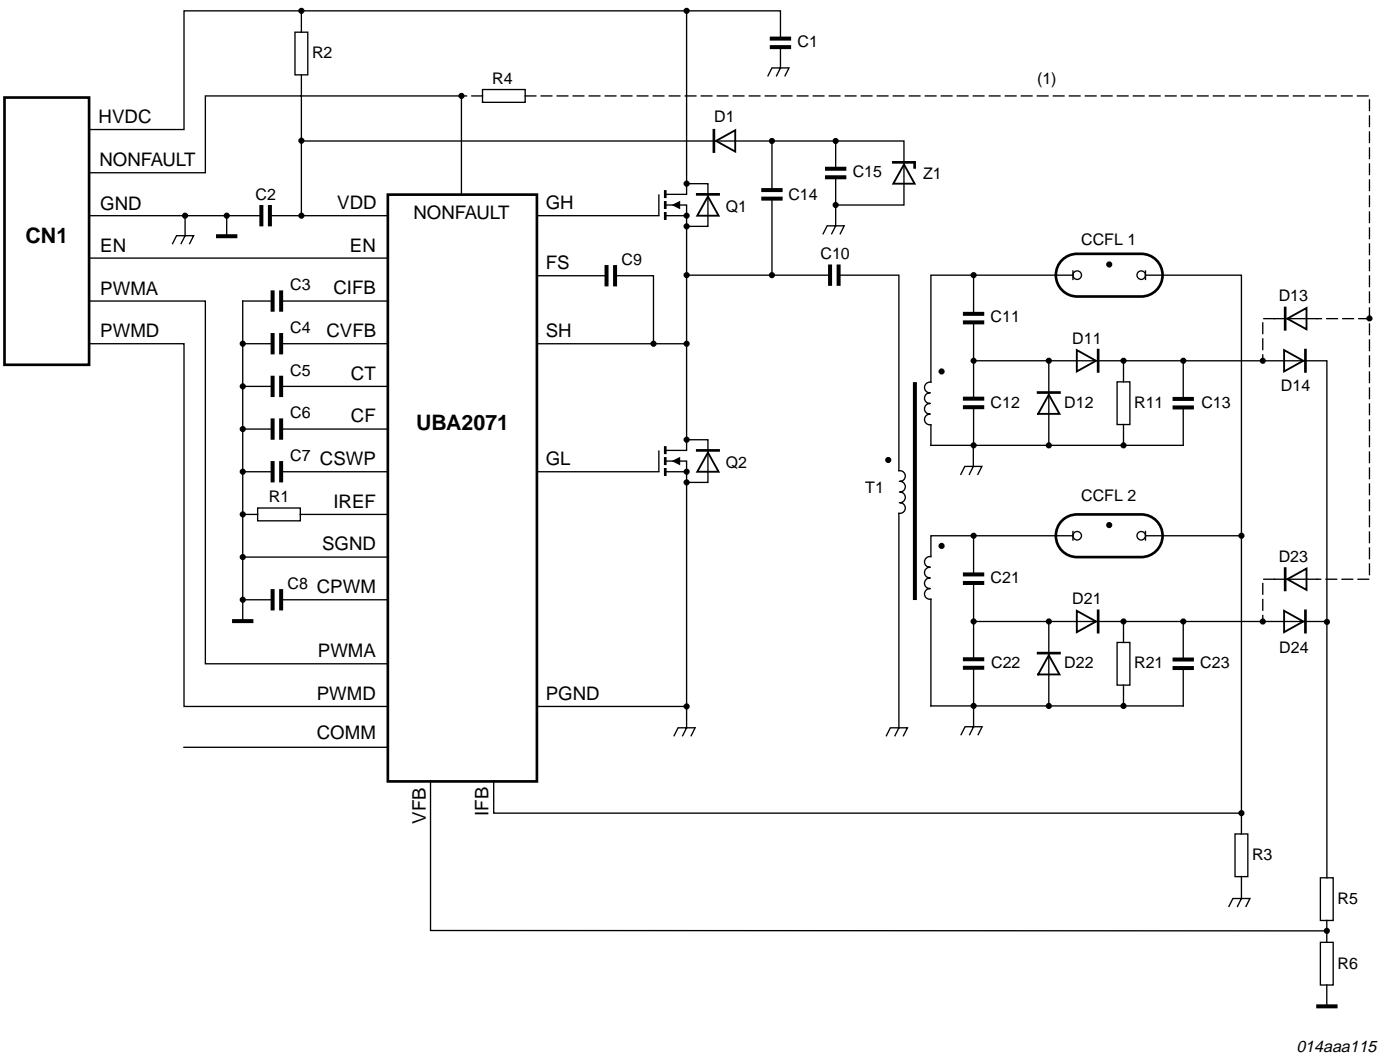 C1
R2
R4
(1)
HVDC
D1
NONFAULT
C15
Z1
C14
GND
C2
VDD
NONFAULT
GH
Q1
CN1
EN
EN
FS
C9
C10
CCFL 1
PWMA
C3
CIFB
D13
C11
PWMD
C4
CVFB
SH
D11
C5
CT
D14
C12
D12
R11
C13
C6
CF
UBA2071
C7
CSWP
GL
Q2
R1
IREF
T1
CCFL 2
SGND
D23
C8
CPWM
C21
D21
PWMA
D24
C22
D22
R21
C23
PWMD
PGND
COMM
VFB
IFB
R3
R5
R6
014aaa115